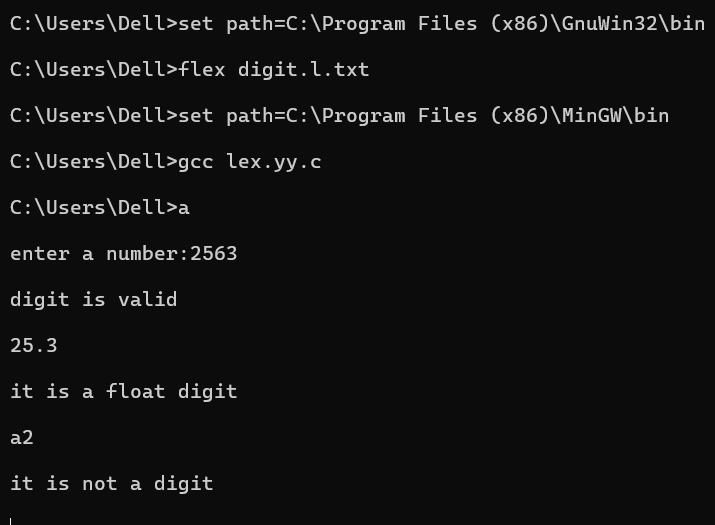 C:\Users\Dell>set path=C:\Program Files (x86)\GnuWin32\bin
C:\Users\Dell>flex digit.l.txt
C:\Users\Dell>set path=C:\Program Files (x86)\MinGW\bin
C:\Users\Dell>gcc lex.yy.c
C:\Users\Dell>a
enter a number:2563
digit is valid
25.3
it is a float digit
a2
it is not a digit